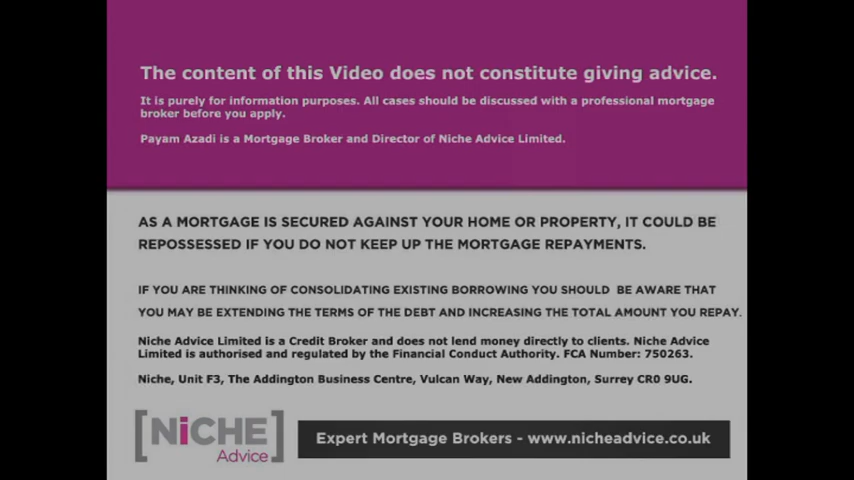 The content of this Video does not constitute giving advice.
It is purely for information purposes. All cases should be discussed with a professional mortgage
broker before you apply.
Payam Azadi is a Mortgage Broker and Director of Niche Advice Limited.
AS A MORTGAGE IS SECURED AGAINST YOUR HOME OR PROPERTY, IT COULD BE
REPOSSESSED IF YOU DO NOT KEEP UP THE MORTGAGE REPAYMENTS.
IF YOU ARE THINKING OF CONSOLIDATING EXISTING BORROWING YOU SHOULD BE AWARE THAT
YOU MAY BE EXTENDING THE TERMS OF THE DEBT AND INCREASING THE TOTAL AMOUNT YOU REPAY.
Niche Advice Limited is a Credit Broker and does not lend money directly to clients. Niche Advice
Limited is authorised and regulated by the Financial Conduct Authority. FCA Number: 750263.
Niche, Unit F3, The Addington Business Centre, Vulcan Way, New Addington, Surrey CR0 9UG.
[NiCHE]
Advice
Expert Mortgage Brokers - www.nicheadvice.co.uk